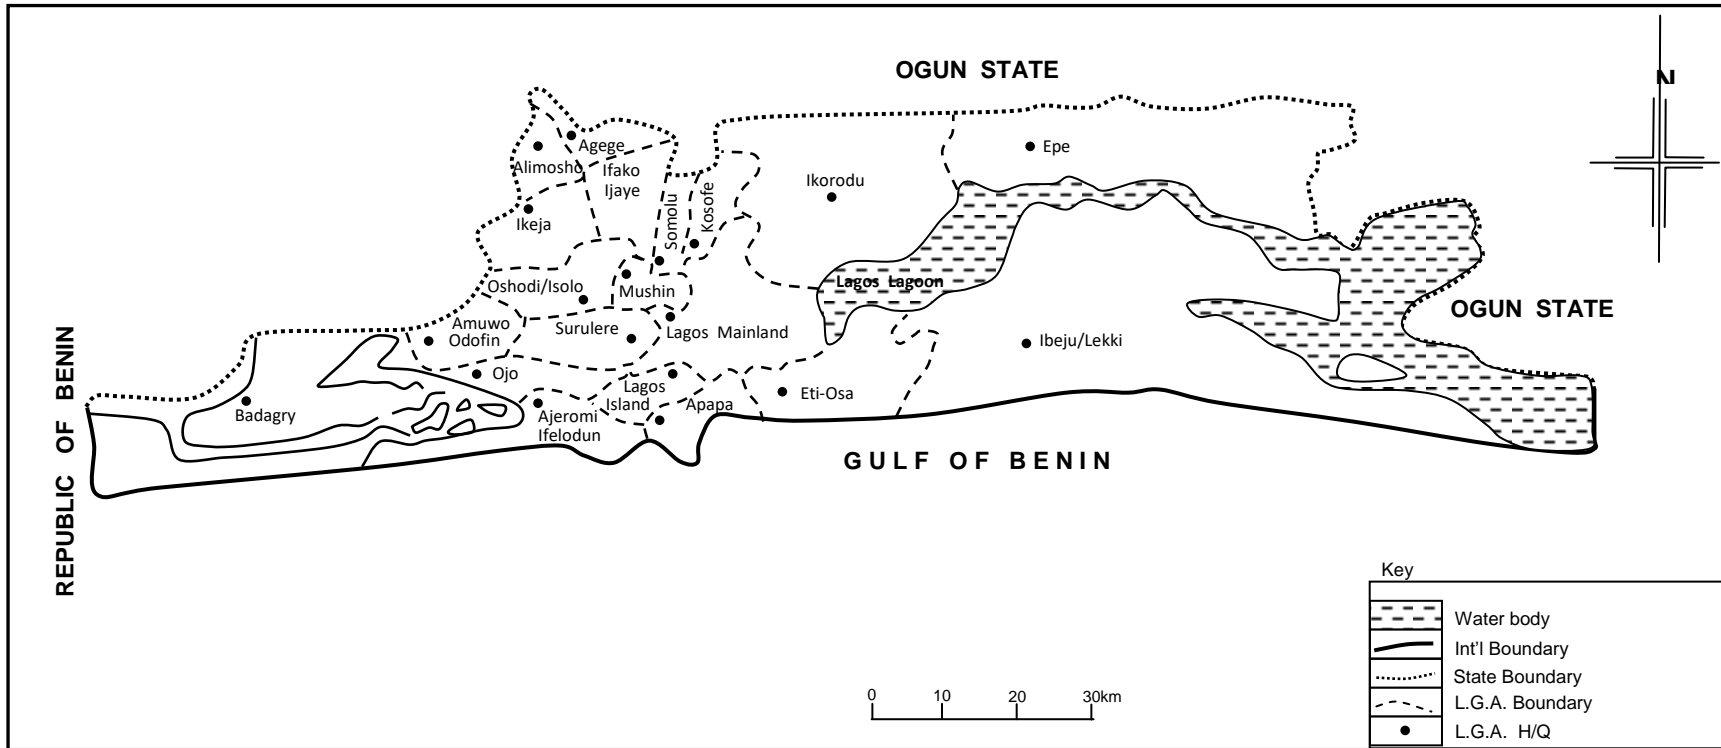 OGUN STATE
N
Agege
Alimosho
Ifako
Ijaye
Epe
Ikorodu
Somolu
Kosofe
Ikeja
Oshodi/Isolo
Mushin
Lagos Lagoon
OGUN STATE
Amuwo
Odofin
Surulere
Lagos Mainland
Ibeju/Lekki
Ojo
Lagos
Island
Apapa
Eti-Osa
Badagry
Ajeromi
Ifelodun
REPUBLIC OF BENIN
GULF OF BENIN
Key
Water body
Int'l Boundary
State Boundary
L.G.A. Boundary
L.G.A. H/Q
0 10 20 30km